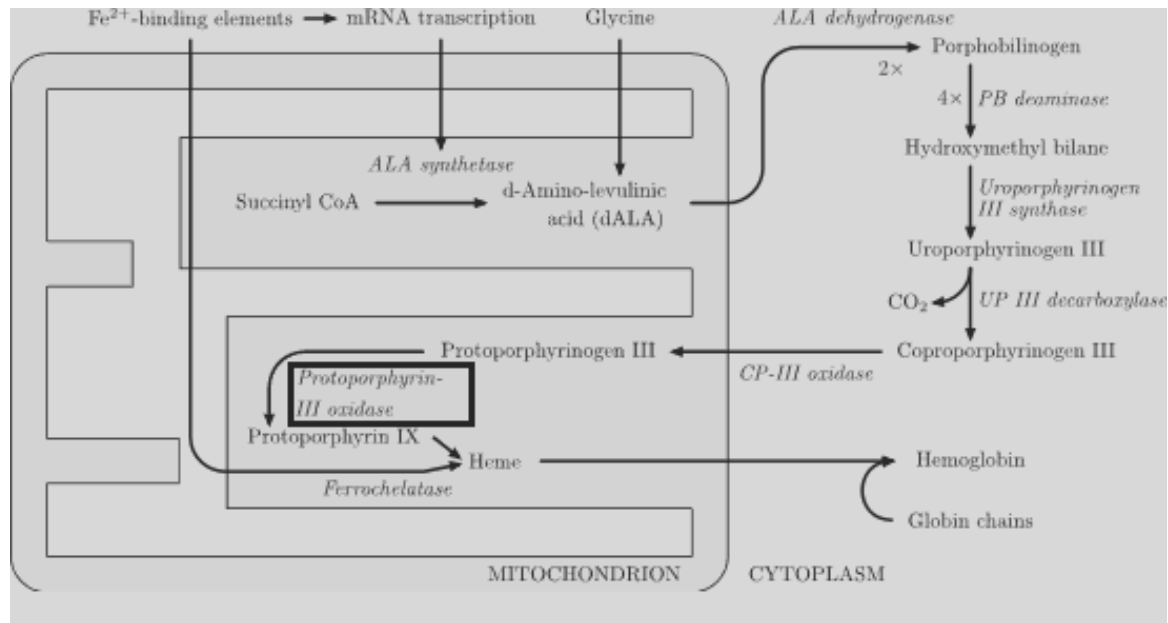 Fe²⁺-binding elements
mRNA transcription
Glycine
ALA dehydrogenase
Porphobilinogen
2×
4×
PB deaminase
Hydroxymethyl bilane
ALA synthetase
Succinyl CoA
d-Amino-levulinic
acid (dALA)
Uroporphyrinogen
III synthase
Uroporphyrinogen III
CO₂
UP III decarboxylase
Protoporphyrinogen III
Coproporphyrinogen III
CP-III oxidase
Protoporphyrin-
III oxidase
Protoporphyrin IX
Heme
Hemoglobin
Ferrochelatase
Globin chains
MITOCHONDRION
CYTOPLASM